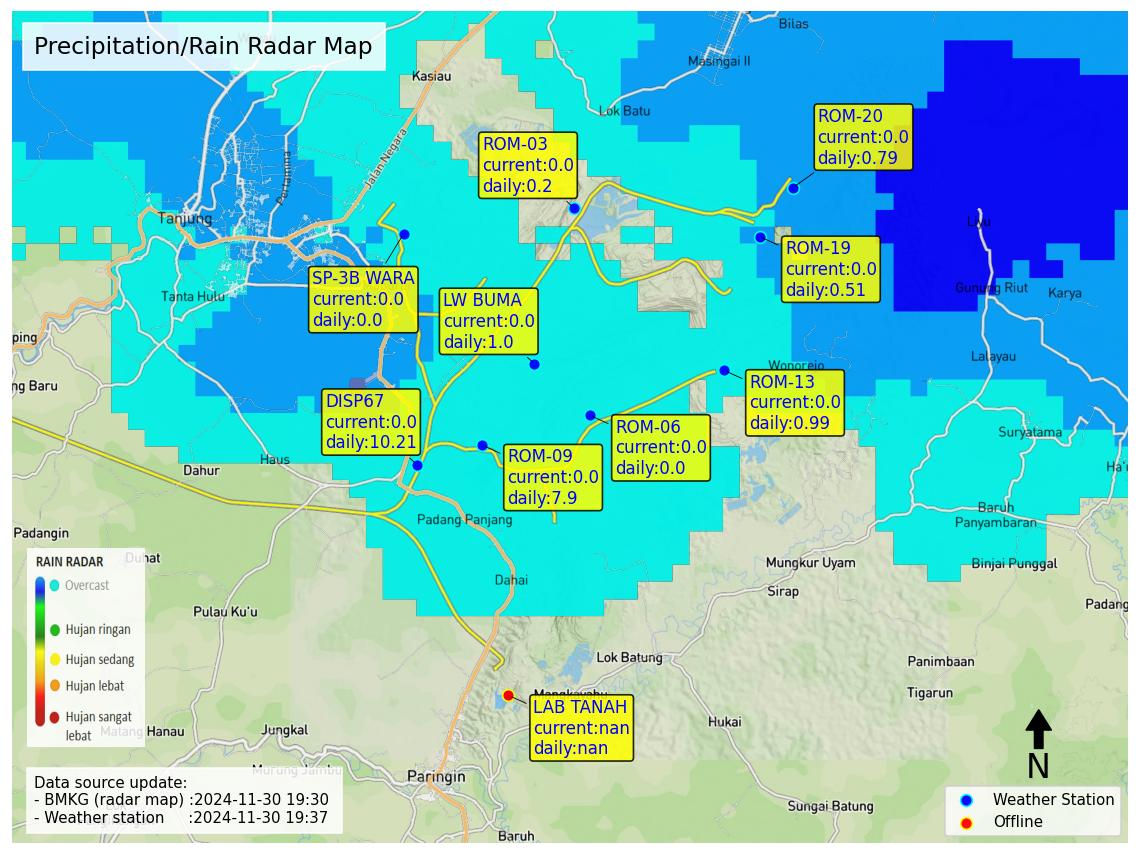 Precipitation/Rain Radar Map
Bilas
Masingai II
Kasiau
Lok Batu
Jalan Negara
Pertamina
ROM-20
current:0.0
daily:0.79
ROM-03
current:0.0
daily:0.2
Tanjung
Liyu
ROM-19
current:0.0
daily:0.51
SP-3B WARA
current:0.0
daily:0.0
LW BUMA
current:0.0
daily:1.0
Tanta Hulu
Gunung Riut
Karya
ping
Lalayau
Wonorejo
ng Baru
ROM-13
current:0.0
daily:0.99
DISP67
current:0.0
daily:10.21
ROM-06
current:0.0
daily:0.0
Suryatama
ROM-09
current:0.0
daily:7.9
Haus
Dahur
Ha'u
Baruh
Panyambaran
Padang Panjang
Padangin
Duhat
Mungkur Uyam
Binjai Punggal
Dahai
Sirap
Padang
Pulau Ku'u
RAIN RADAR
Overcast
Hujan ringan
Hujan sedang
Hujan lebat
Hujan sangat
lebat
Lok Batung
Panimbaan
Tigarun
Mangkayahu
LAB TANAH
current:nan
daily:nan
Hukai
Matang Hanau
Jungkal
Murung Jambu
Paringin
N
Sungai Batung
Baruh
Data source update:
- BMKG (radar map) :2024-11-30 19:30
- Weather station :2024-11-30 19:37
Weather Station
Offline